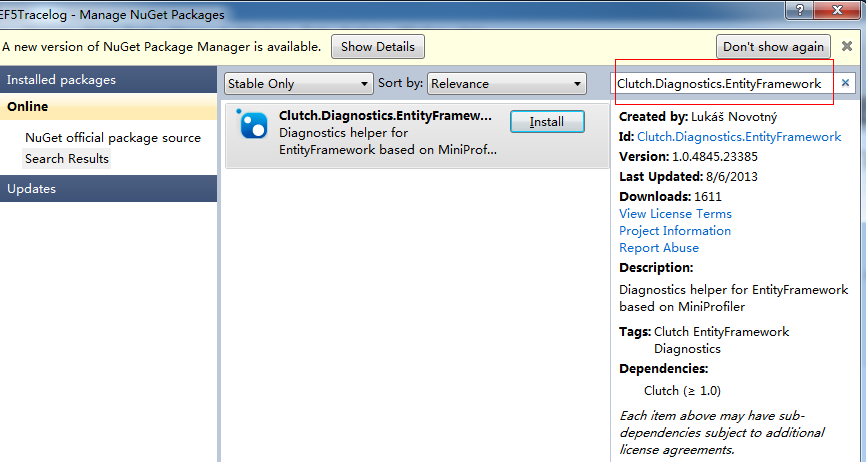 EF5Tracelog - Manage NuGet Packages
?
A new version of NuGet Package Manager is available. Show Details Don't show again
Installed packages
Online
NuGet official package source
Search Results
Updates
Stable Only Sort by: Relevance
Clutch.Diagnostics.EntityFramew... Install
Diagnostics helper for
EntityFramework based on MiniProf...
Clutch.Diagnostics.EntityFramework
Created by: Lukáš Novotný
Id: Clutch.Diagnostics.EntityFramework
Version: 1.0.4845.23385
Last Updated: 8/6/2013
Downloads: 1611
View License Terms
Project Information
Report Abuse
Description:
Diagnostics helper for EntityFramework
based on MiniProfiler
Tags: Clutch EntityFramework
Diagnostics
Dependencies:
Clutch (≥ 1.0)
Each item above may have sub-
dependencies subject to additional
license agreements.